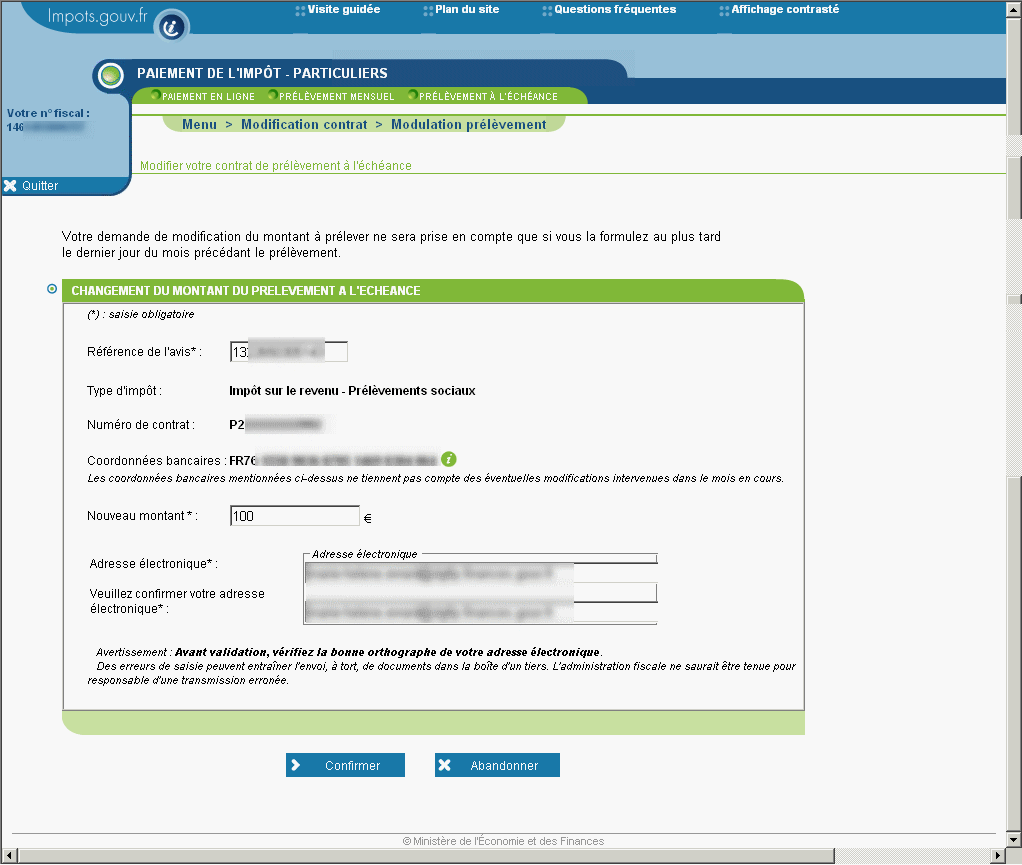 Impots.gouv.fr
Visite guidée
Plan du site
Questions fréquentes
Affichage contrasté
PAIEMENT DE L'IMPÔT - PARTICULIERS
PAIEMENT EN LIGNE
PRÉLÈVEMENT MENSUEL
PRÉLÈVEMENT À L'ÉCHÉANCE
Votre n° fiscal :
146
Menu > Modification contrat > Modulation prélèvement
Modifier votre contrat de prélèvement à l'échéance
Quitter
Votre demande de modification du montant à prélever ne sera prise en compte que si vous la formulez au plus tard
le dernier jour du mois précédant le prélèvement.
CHANGEMENT DU MONTANT DU PRELEVEMENT A L'ECHEANCE
(*) : saisie obligatoire
Référence de l'avis* : 13
Type d'impôt : Impôt sur le revenu - Prélèvements sociaux
Numéro de contrat : P2
Coordonnées bancaires : FR76
Les coordonnées bancaires mentionnées ci-dessus ne tiennent pas compte des éventuelles modifications intervenues dans le mois en cours.
Nouveau montant * : 100 €
Adresse électronique
Adresse électronique* :
Veuillez confirmer votre adresse
électronique* :
Avertissement : Avant validation, vérifiez la bonne orthographe de votre adresse électronique.
Des erreurs de saisie peuvent entraîner l'envoi, à tort, de documents dans la boîte d'un tiers. L'administration fiscale ne saurait être tenue pour
responsable d'une transmission erronée.
Confirmer
Abandonner
© Ministère de l'Économie et des Finances